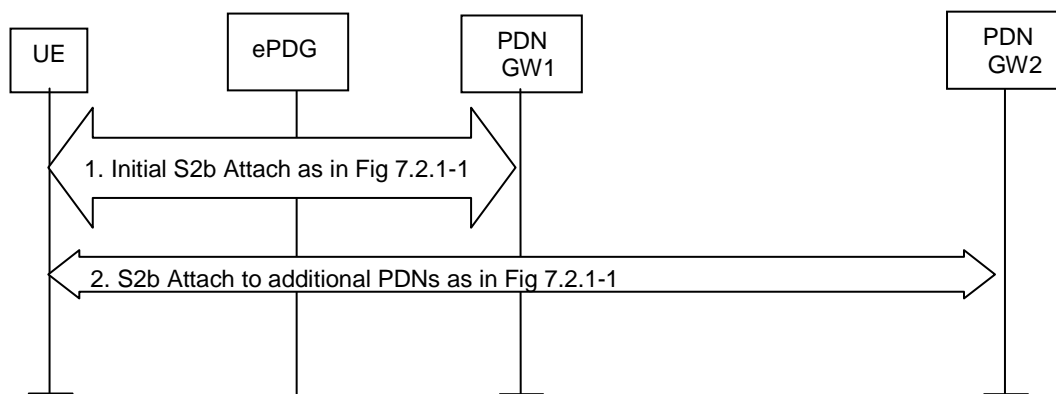 UE
ePDG
PDN
GW1
PDN
GW2
1. Initial S2b Attach as in Fig 7.2.1-1
2. S2b Attach to additional PDNs as in Fig 7.2.1-1